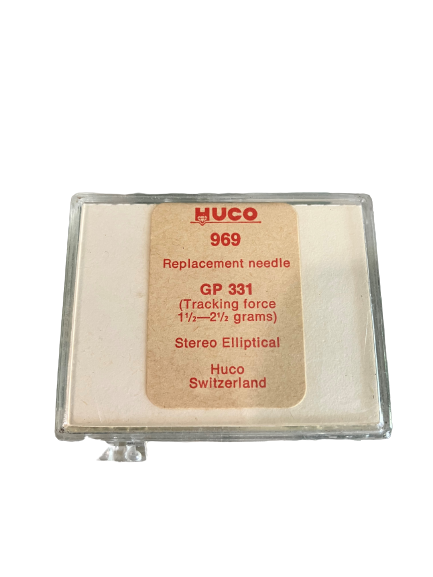 HUCO
969
Replacement needle
GP 331
(Tracking force
1½—2½ grams)
Stereo Elliptical
Huco
Switzerland